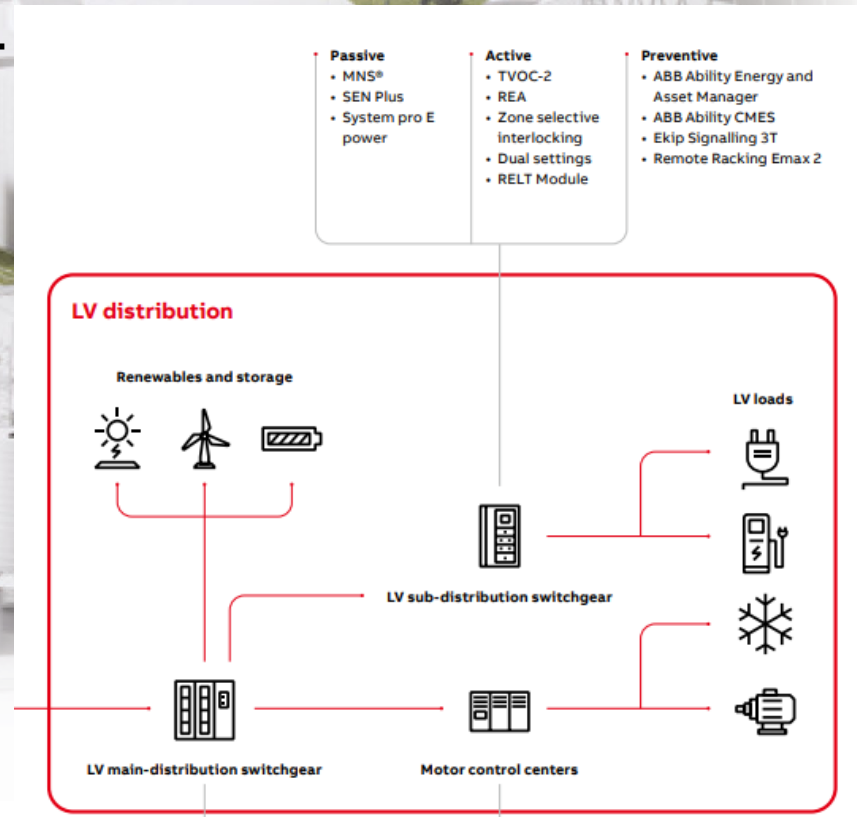 Passive
• MNS®
• SEN Plus
• System pro E
power
Active
• TVOC-2
• REA
• Zone selective
interlocking
• Dual settings
• RELT Module
Preventive
• ABB Ability Energy and
Asset Manager
• ABB Ability CMES
• Ekip Signalling 3T
• Remote Racking Emax 2
LV distribution
Renewables and storage
LV loads
LV sub-distribution switchgear
LV main-distribution switchgear
Motor control centers